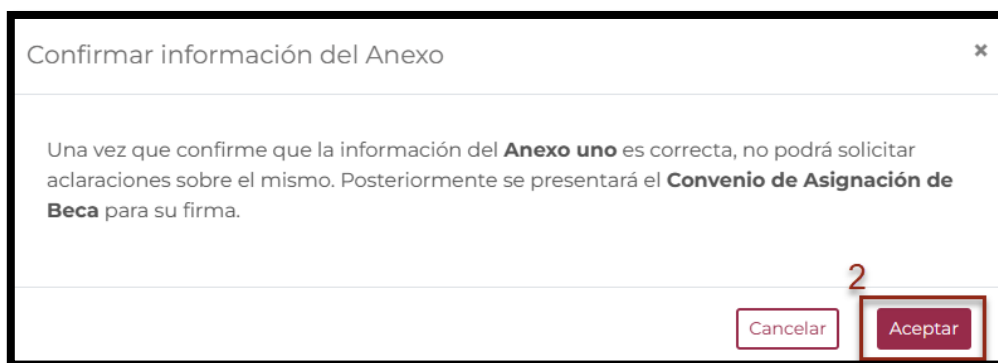 Confirmar información del Anexo
×
Una vez que confirme que la información del Anexo uno es correcta, no podrá solicitar
aclaraciones sobre el mismo. Posteriormente se presentará el Convenio de Asignación de
Beca para su firma.
2
Cancelar Aceptar